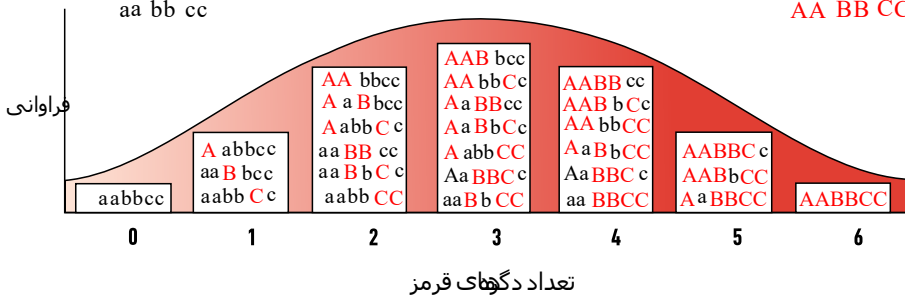 aa bb cc
AA BB CC
فراوانی
aabbcc
A abbcc
aa B bcc
aabb C c
AA bbcc
A a B bcc
A abb C c
aa BB cc
aa B b C c
aabb CC
AAB bcc
AA bb C c
A a BB cc
A a B b C c
A abb CC
Aa BB C c
aa B b CC
AABB cc
AAB b C c
AA bb CC
A a B b CC
Aa BBC c
aa BBCC
AABBC c
AAB b CC
A a BBCC
AABBCC
0 1 2 3 4 5 6
تعداد قرمز